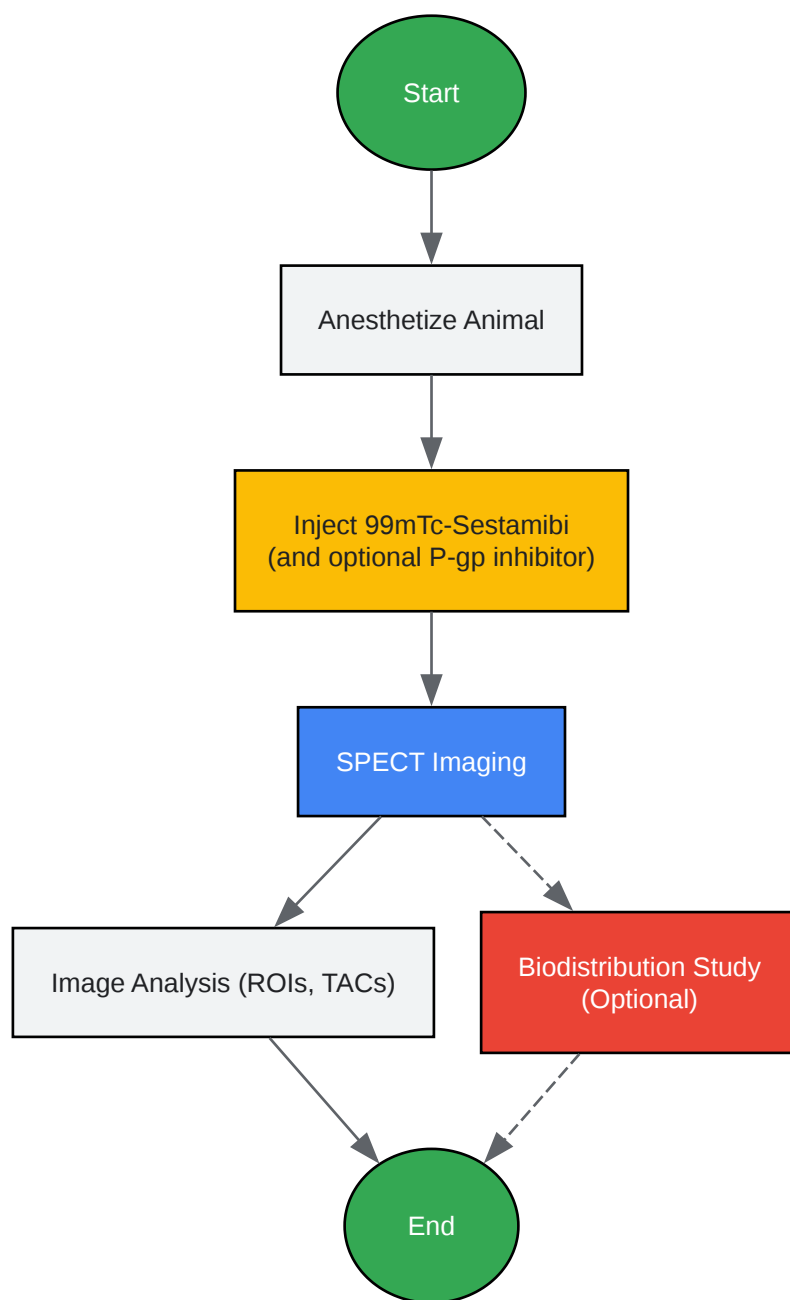 Start
Anesthetize Animal
Inject 99mTc-Sestamibi
(and optional P-gp inhibitor)
SPECT Imaging
Image Analysis (ROIs, TACs)
Biodistribution Study
(Optional)
End